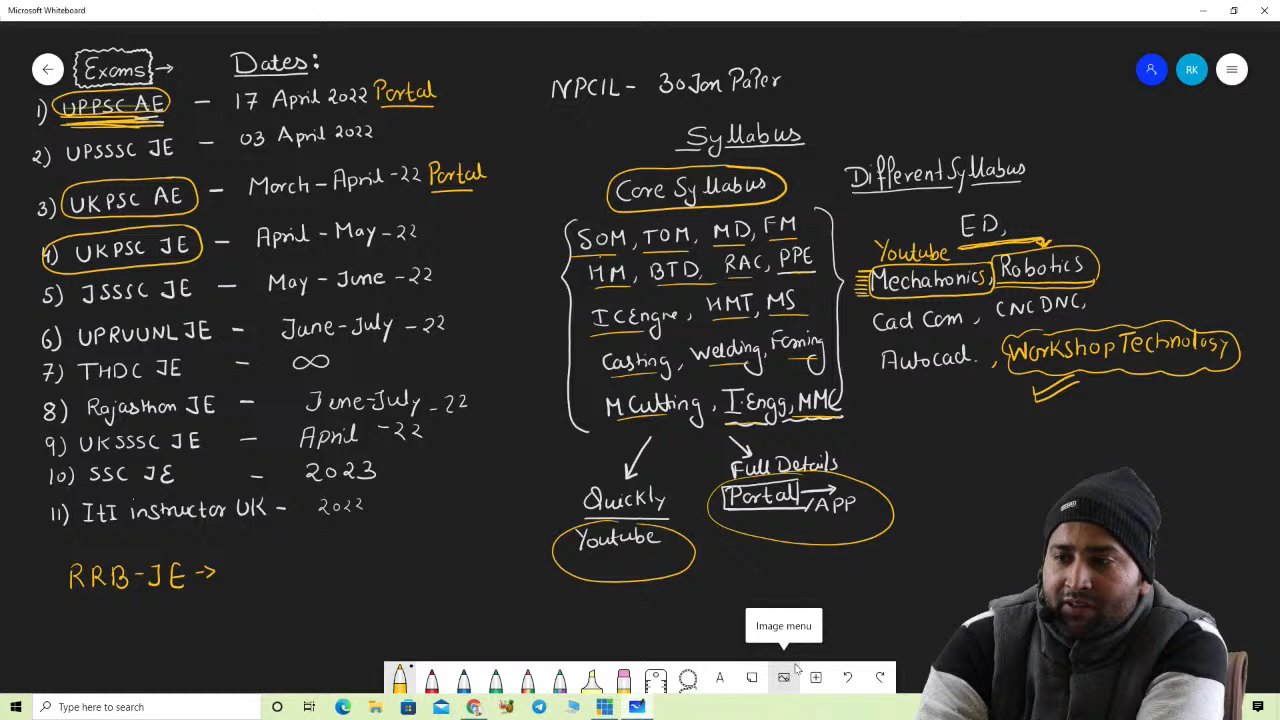 Microsoft Whiteboard
Exams →
Dates:
1) UPPSC AE - 17 April 2022 Portal
2) UPSSSC JE - 03 April 2022
3) UKPSC AE - March-April-22 Portal
4) UKPSC JE - April-May-22
5) JSSSC JE - May-June-22
6) UPRVUNL JE - June-July-22
7) THDC JE - ∞
8) Rajasthan JE - June-July-22
9) UKSSSC JE - April-22
10) SSC JE - 2023
11) ItI instructor UK - 2022
RRB-JE →
NPCIL - 30 Jan Paper
Syllabus
Core Syllabus
SOM, TOM, MD, FM
HM, BTD, RAC, PPE
IC Engne, HMT, MS
Casting, Welding, Foming
M Cutting, I.Engg, MMC
Quickly
Youtube
Full Details
Portal → /APP
Different Syllabus
ED,
Youtube
Mechatronics, Robotics
Cad Cam, CNC DNC,
Autocad., Workshop Technology
RK
Image menu
A
Type here to search